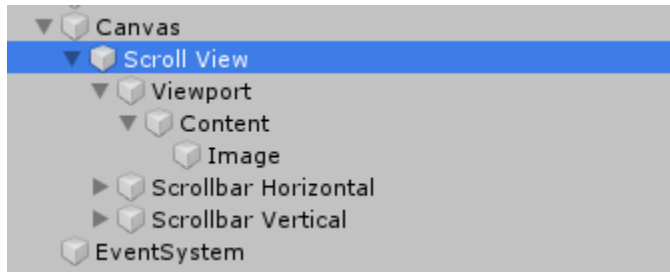 Canvas
Scroll View
Viewport
Content
Image
Scrollbar Horizontal
Scrollbar Vertical
EventSystem